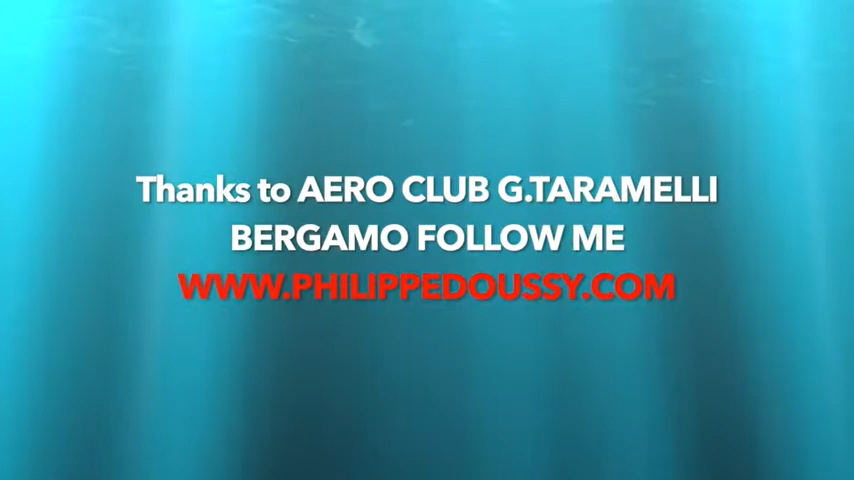 Thanks to AERO CLUB G.TARAMELLI
BERGAMO FOLLOW ME
WWW.PHILIPPEDOUSSY.COM